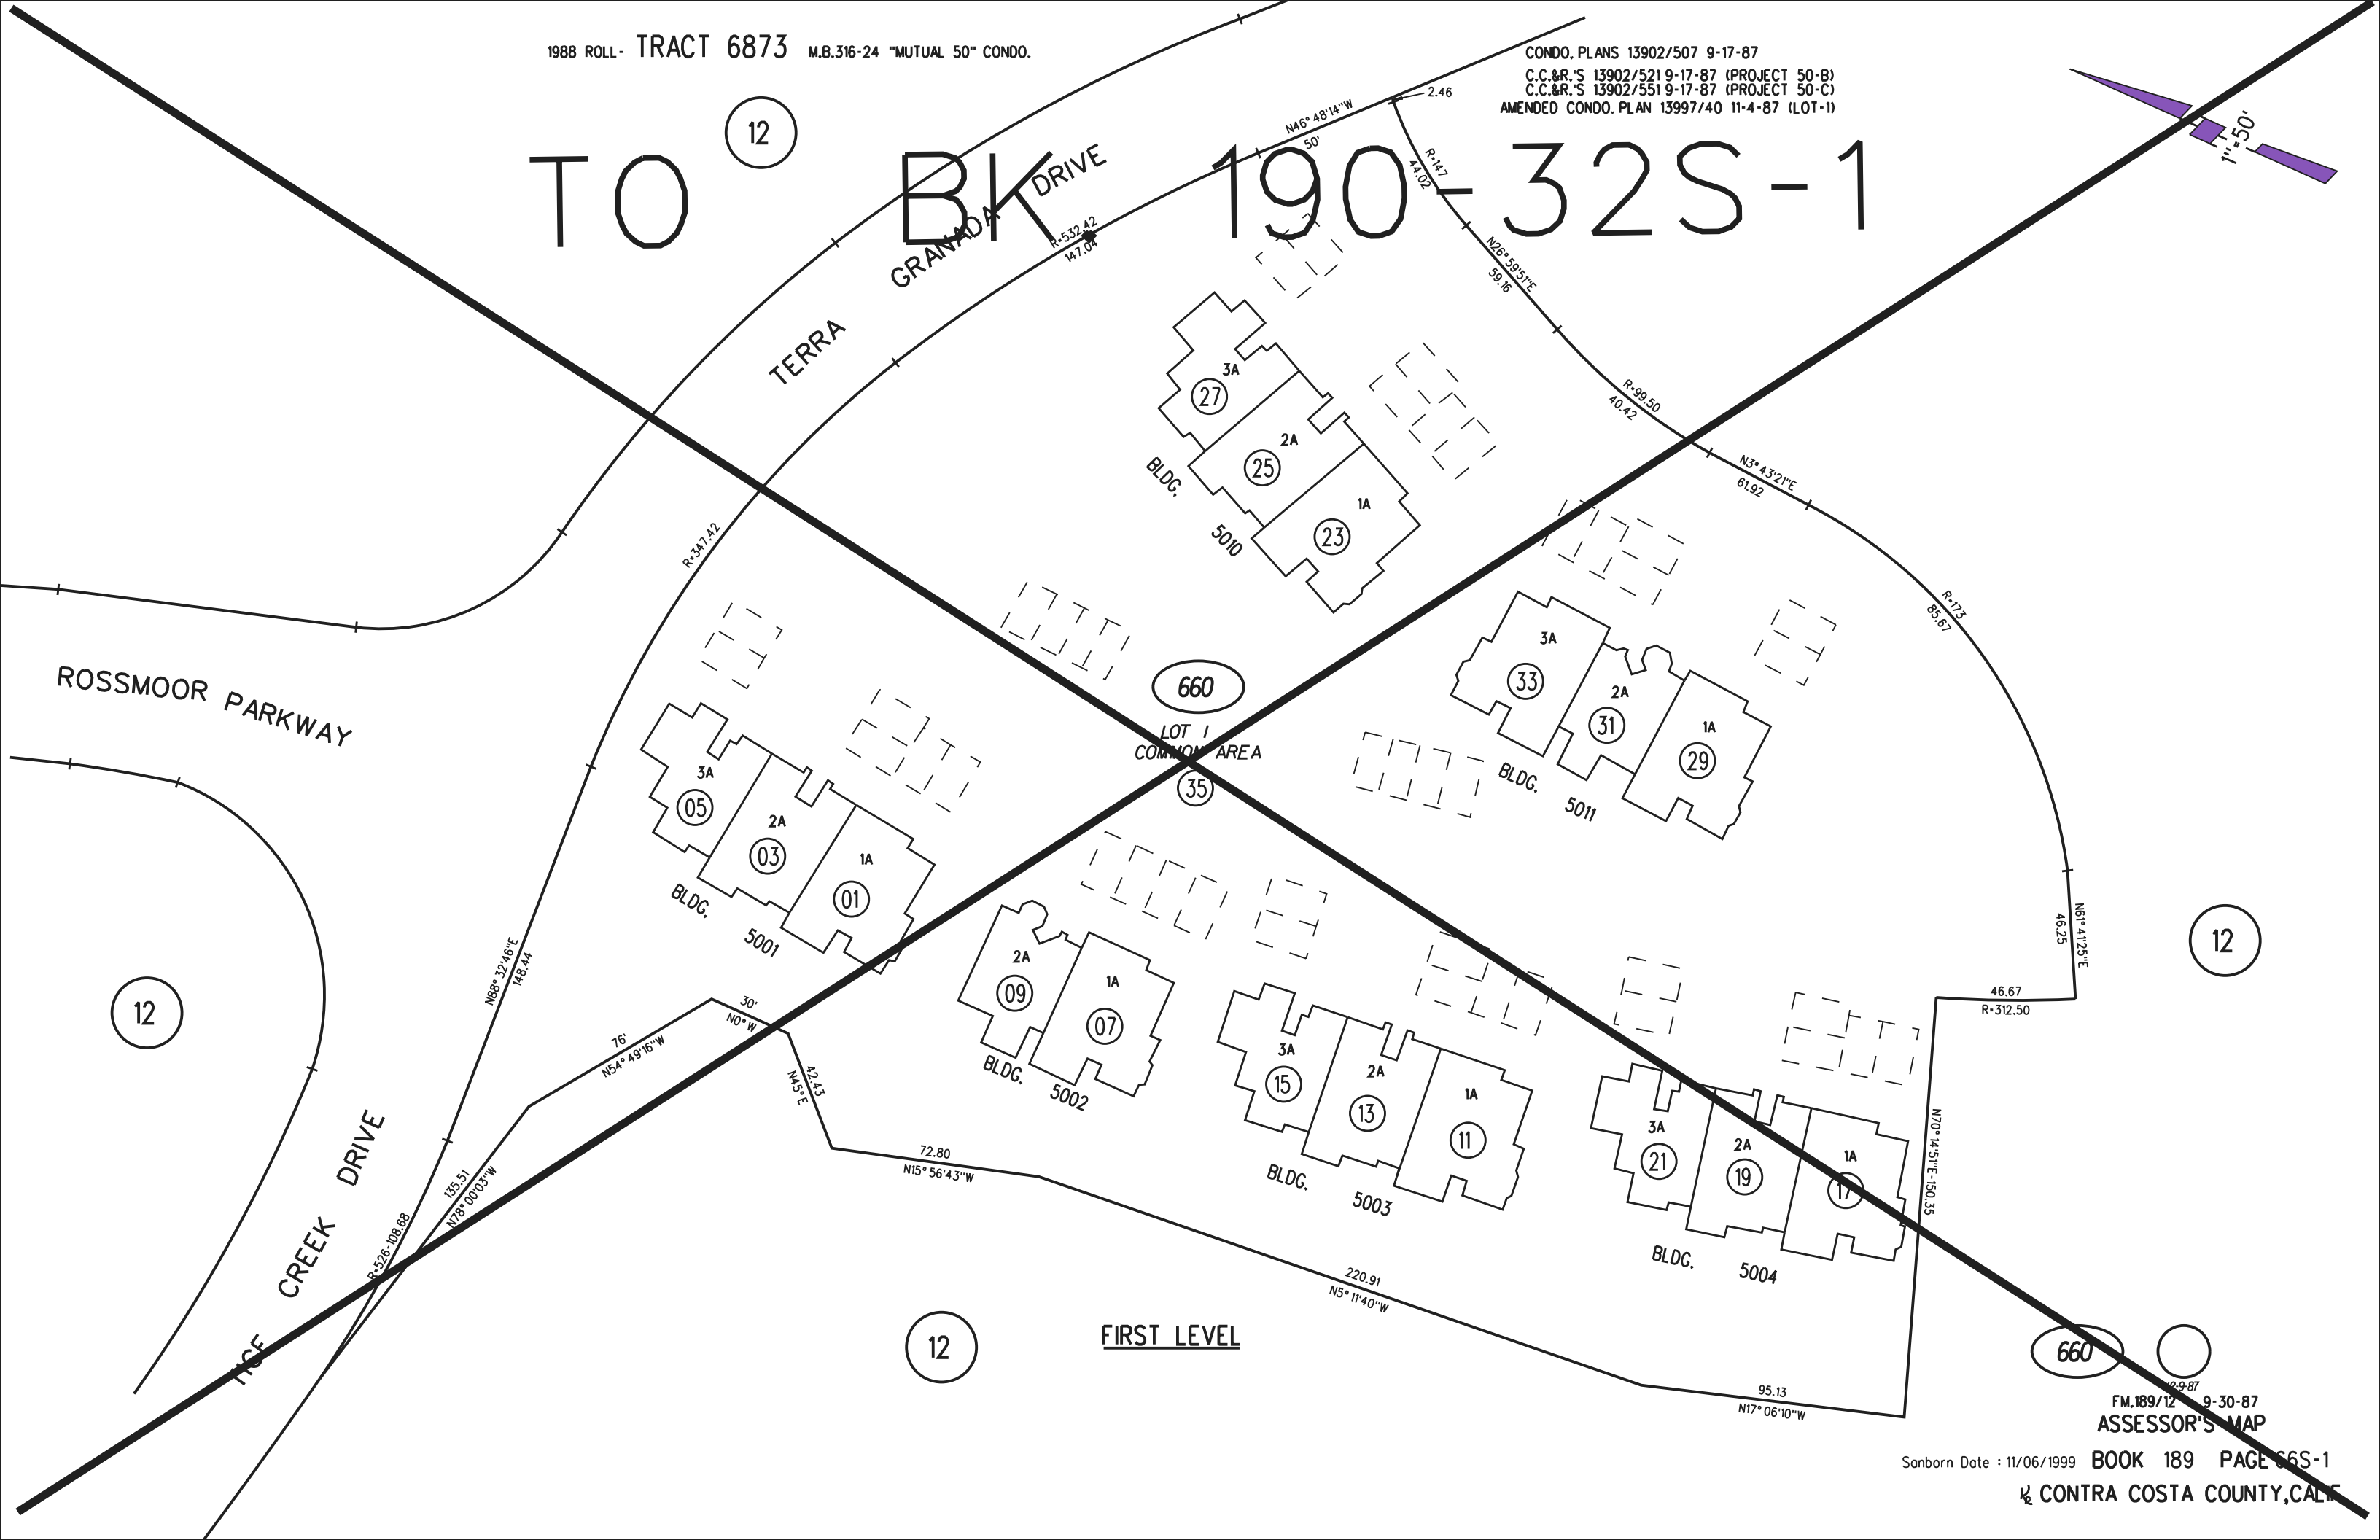 1988 ROLL- TRACT 6873 M.B.316-24 "MUTUAL 50" CONDO.
CONDO. PLANS 13902/507 9-17-87
C.C.&R.'S 13902/521 9-17-87 (PROJECT 50-B)
C.C.&R.'S 13902/551 9-17-87 (PROJECT 50-C)
AMENDED CONDO. PLAN 13997/40 11-4-87 (LOT-1)
1"=50'
12
TO BK 190-32S-1
N46°48'14"W
50'
2.46
R=147
44.02
TERRA GRANADA DRIVE
R=532.42
147.04
N26°59'51"E
59.16
R=99.50
40.42
N3°43'21"E
61.92
R=173
85.67
R=347.42
3A
27
2A
25
1A
23
BLDG. 5010
3A
33
2A
31
1A
29
BLDG. 5011
660
LOT 1
COMMON AREA
35
ROSSMOOR PARKWAY
3A
05
2A
03
1A
01
BLDG. 5001
2A
09
1A
07
BLDG. 5002
3A
15
2A
13
1A
11
BLDG. 5003
3A
21
2A
19
1A
17
BLDG. 5004
N61°41'25"E
46.25
12
46.67
R=312.50
N70°14'51"E-150.35
12
N88°32'46"E
148.44
30'
N0°W
76'
N54°49'16"W
42.43
N45°E
72.80
N15°56'43"W
135.51
N78°00'03"W
R=526-108.68
TICE CREEK DRIVE
220.91
N5°11'40"W
95.13
N17°06'10"W
12
FIRST LEVEL
660
12-9-87
FM.189/12 9-30-87
ASSESSOR'S MAP
Sanborn Date : 11/06/1999 BOOK 189 PAGE 66S-1
CONTRA COSTA COUNTY,CALIF